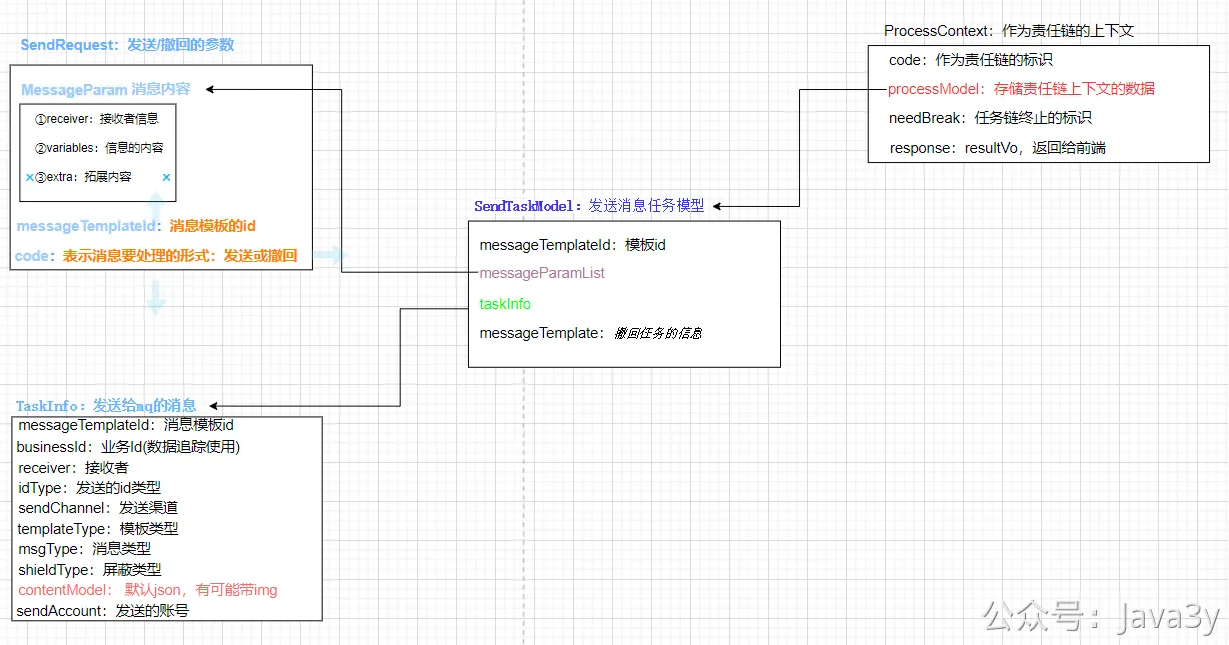 SendRequest：发送/撤回的参数
MessageParam 消息内容
①receiver：接收者信息
②variables：信息的内容
③extra：拓展内容
messageTemplateId：消息模板的id
code：表示消息要处理的形式：发送或撤回
ProcessContext：作为责任链的上下文
code：作为责任链的标识
processModel：存储责任链上下文的数据
needBreak：任务链终止的标识
response：resultVo，返回给前端
SendTaskModel：发送消息任务模型
messageTemplateId：模板id
messageParamList
taskInfo
messageTemplate：撤回任务的信息
TaskInfo：发送给mq的消息
messageTemplateId：消息模板id
businessId：业务Id(数据追踪使用)
receiver：接收者
idType：发送的id类型
sendChannel：发送渠道
templateType：模板类型
msgType：消息类型
shieldType：屏蔽类型
contentModel： 默认json，有可能带img
sendAccount：发送的账号
公众号：Java3y